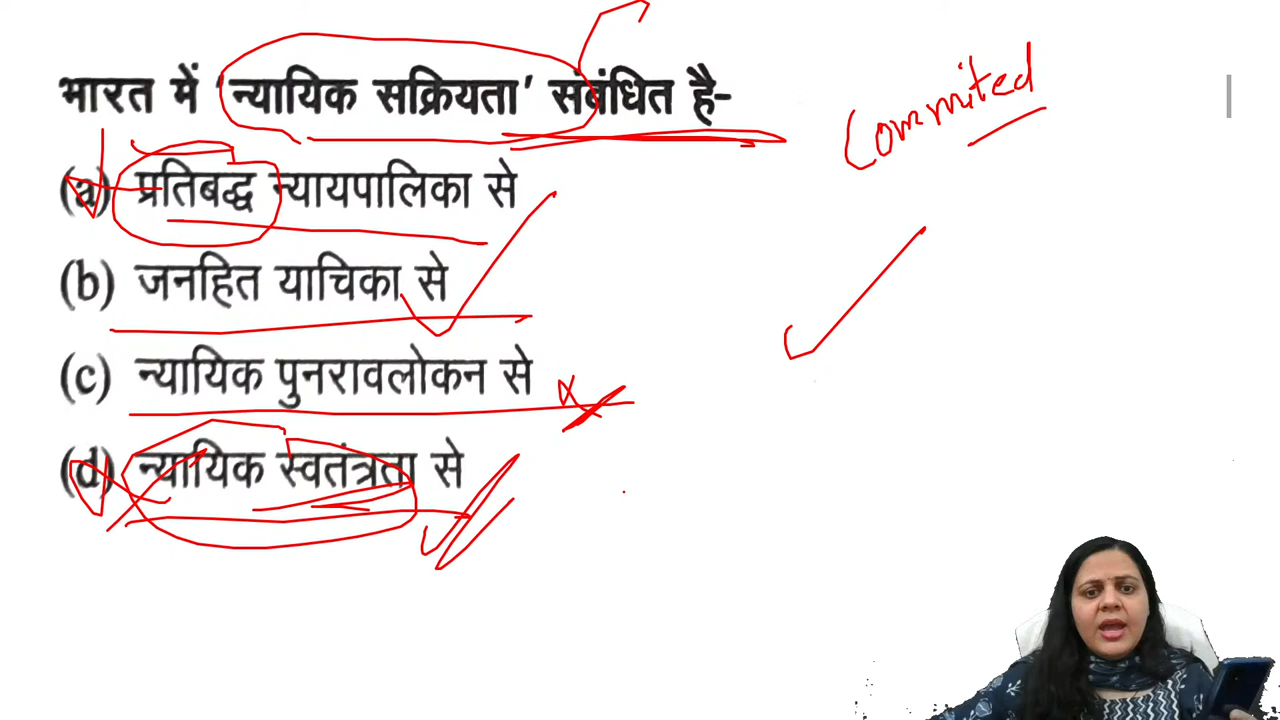 भारत में 'न्यायिक सक्रियता' संबंधित है-
Commited
(a) प्रतिबद्ध न्यायपालिका से
(b) जनहित याचिका से
(c) न्यायिक पुनरावलोकन से
(d) न्यायिक स्वतंत्रता से